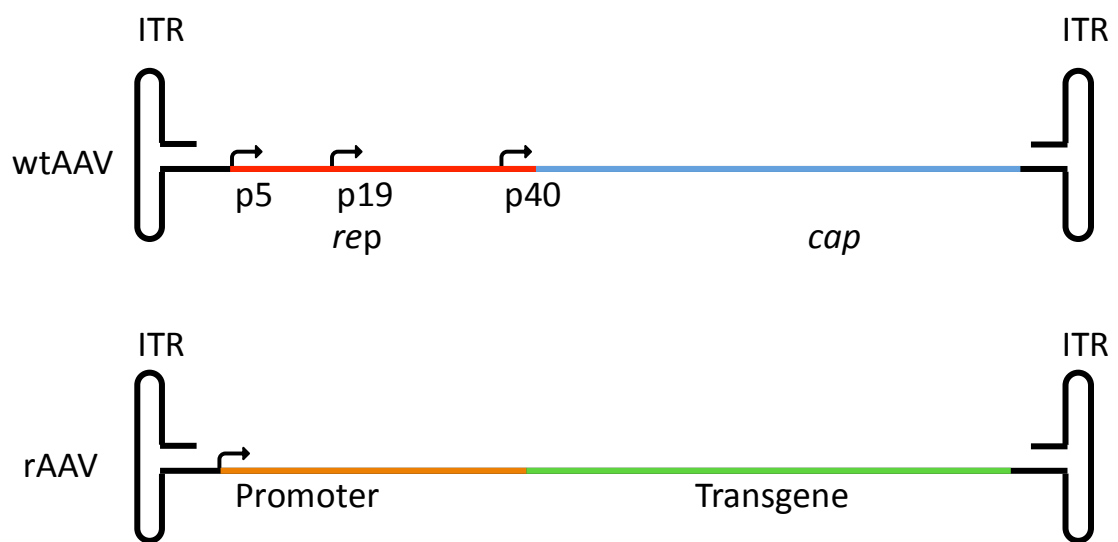 ITR ITR
wtAAV
p5 p19 p40
rep cap
ITR ITR
rAAV
Promoter Transgene